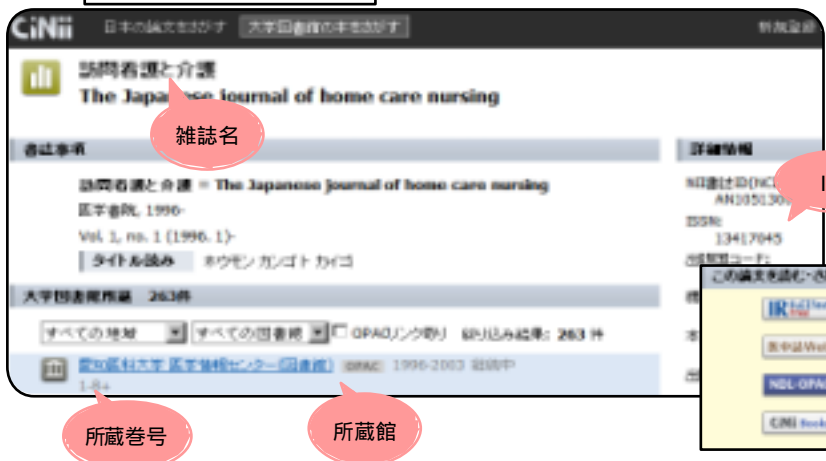 CiNii 日本の論文をさがす 大学図書館の本をさがす 新規登録
訪問看護と介護
The Japanese journal of home care nursing
雑誌名
書誌事項 詳細情報
訪問看護と介護 = The Japanese journal of home care nursing
医学書院, 1996-
Vol. 1, no. 1 (1996. 1)-
タイトル読み ホウモン カンゴ ト カイゴ
ISSN:
13417045
大学図書館所蔵 263件
すべての地域 すべての図書館 OPACリンク有り 絞り込み結果: 263 件
愛知医科大学 医学情報センター(図書館) OPAC 1996-2003 継続中
1-8+
所蔵巻号
所蔵館
この論文を読む・さ
IR
医中誌We
NDL-OPA
CiNii Book